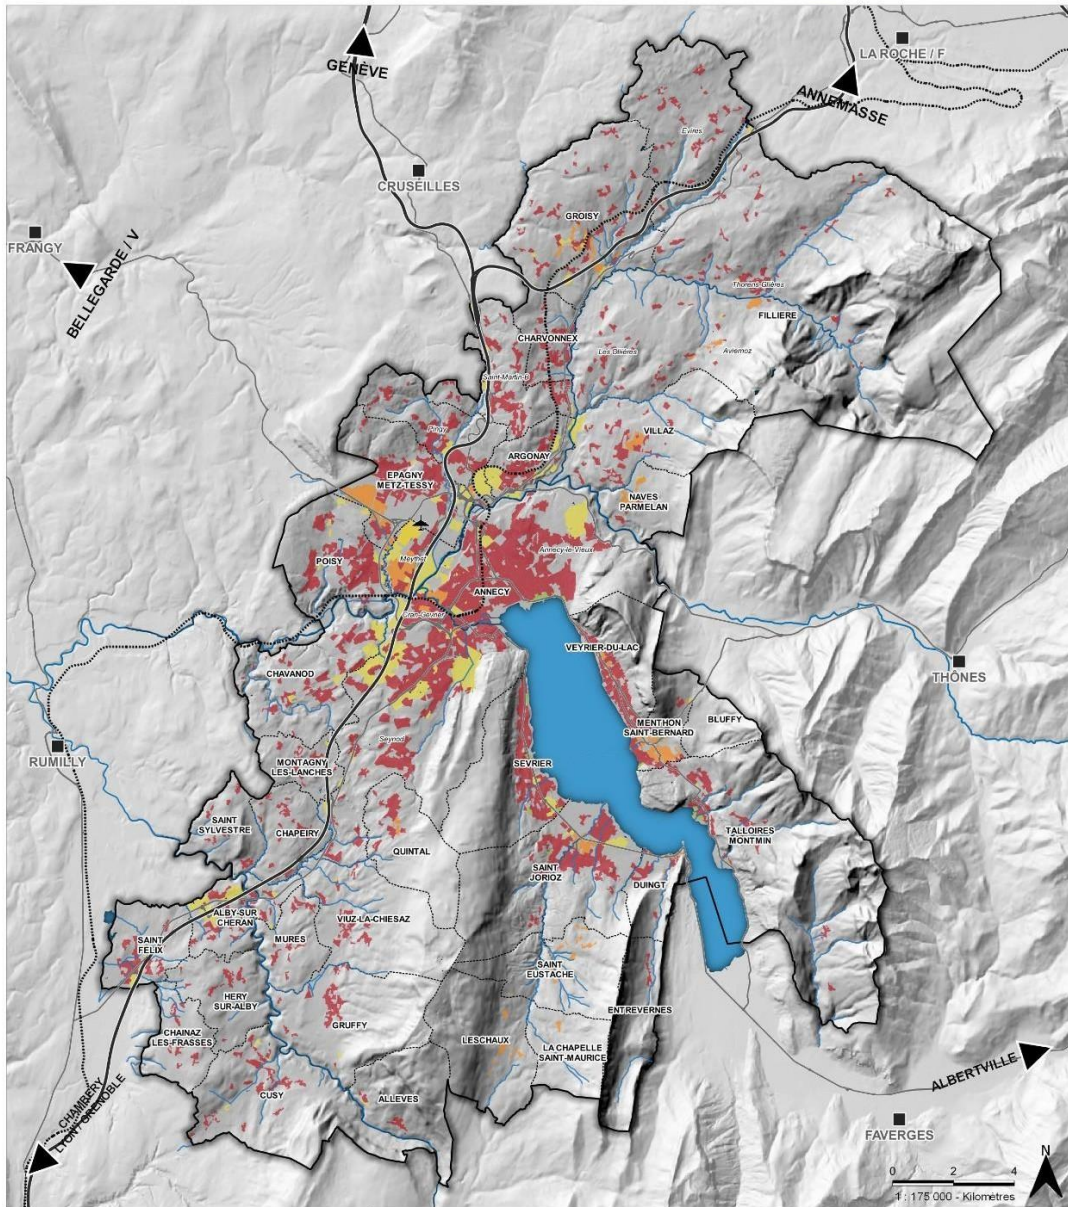 LA ROCHE / F
GENÈVE
ANNEMASSE
Evires
CRUSEILLES
GROISY
FRANGY
BELLEGARDE / V
Thorens-Glières
FILLIERE
CHARVONNEX
Les Ollières
Aviernoz
Saint-Martin-B
Pringy
VILLAZ
ARGONAY
EPAGNY
METZ-TESSY
NAVES
PARMELAN
Annecy-le-Vieux
POISY
Meythet
ANNECY
Cran-Gevrier
VEYRIER-DU-LAC
CHAVANOD
THÔNES
BLUFFY
MENTHON
SAINT-BERNARD
Seynod
RUMILLY
MONTAGNY
LES-LANCHES
SEVRIER
SAINT
SYLVESTRE
CHAPEIRY
TALLOIRES
MONTMIN
QUINTAL
SAINT
JORIOZ
DUINGT
ALBY-SUR
CHERAN
VIUZ-LA-CHIESAZ
SAINT
FELIX
MURES
SAINT
EUSTACHE
HERY
SUR-ALBY
ENTREVERNES
GRUFFY
CHAINAZ
LES-FRASSES
LESCHAUX
LA CHAPELLE
SAINT-MAURICE
CUSY
ALLEVES
ALBERTVILLE
CHAMBERY
LYON / GRENOBLE
FAVERGES
N
0 2 4
1 : 175 000 - Kilomètres